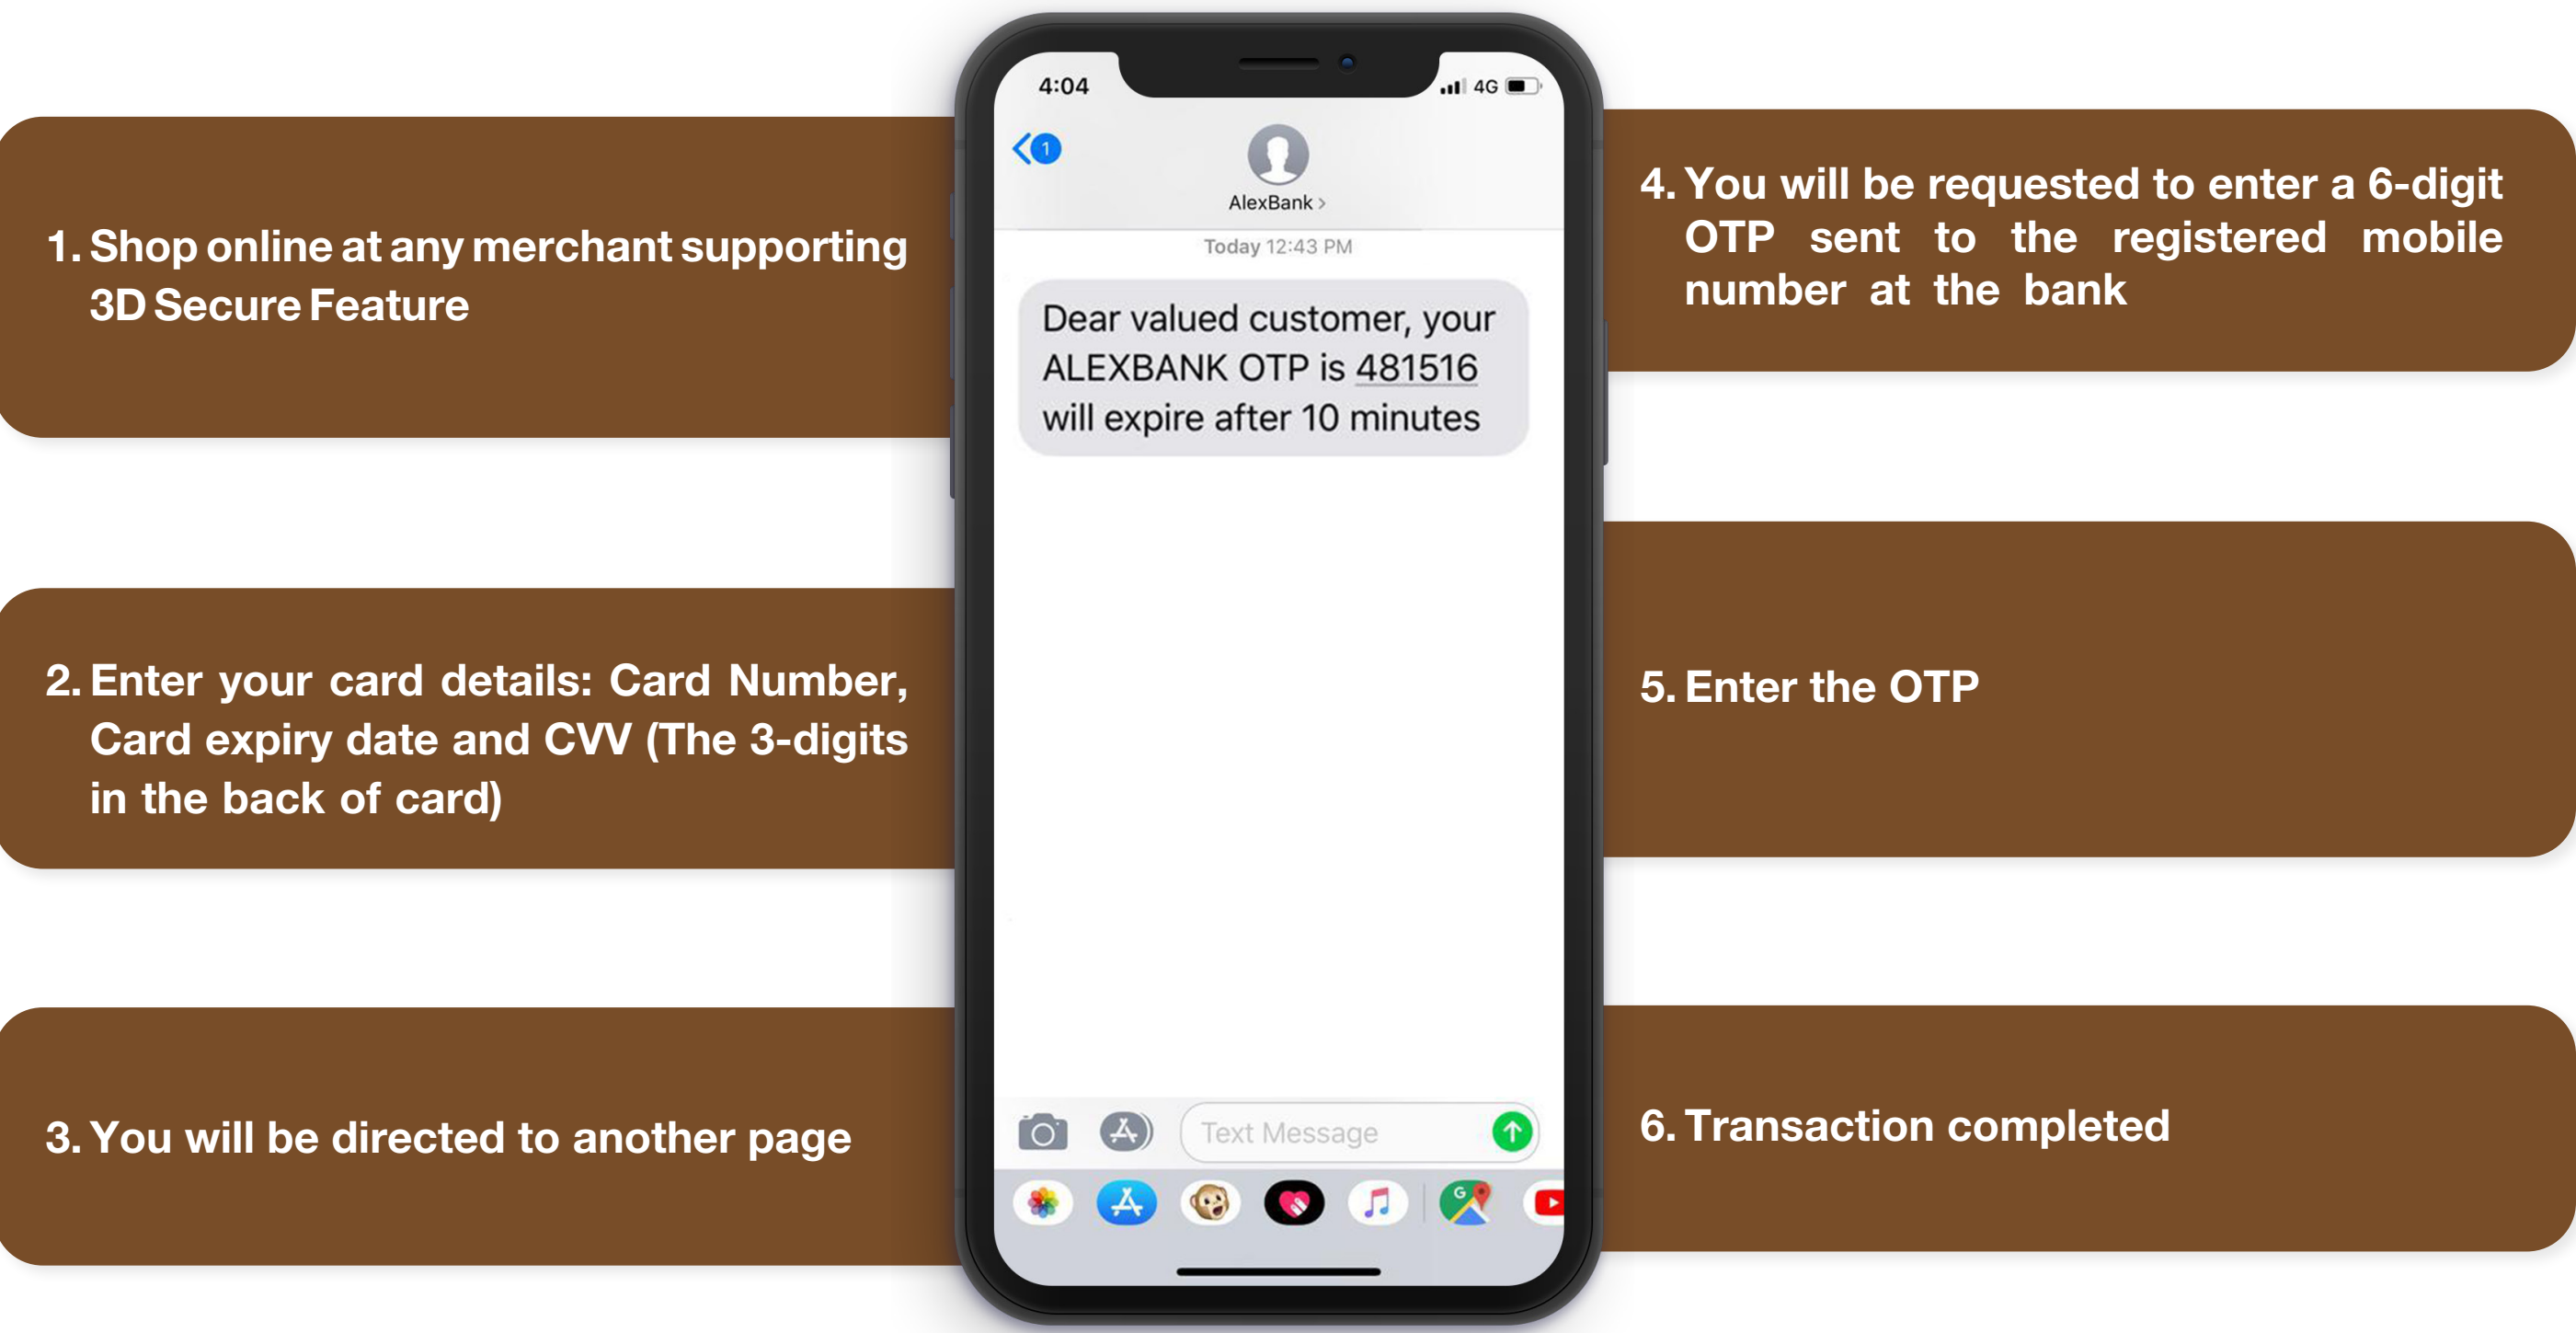 1. Shop online at any merchant supporting
3D Secure Feature
2. Enter your card details: Card Number,
Card expiry date and CVV (The 3-digits
in the back of card)
3. You will be directed to another page
4:04
4G
1
AlexBank >
Today 12:43 PM
Dear valued customer, your
ALEXBANK OTP is 481516
will expire after 10 minutes
Text Message
G
4. You will be requested to enter a 6-digit
OTP sent to the registered mobile
number at the bank
5. Enter the OTP
6. Transaction completed